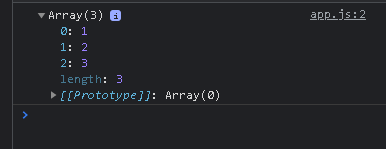 Array(3) i app.js:2
0: 1
1: 2
2: 3
length: 3
[[Prototype]]: Array(0)